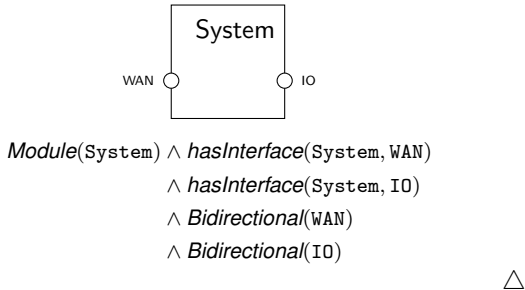 System
WAN IO
Module(System) ∧ hasInterface(System, WAN)
∧ hasInterface(System, IO)
∧ Bidirectional(WAN)
∧ Bidirectional(IO)
△